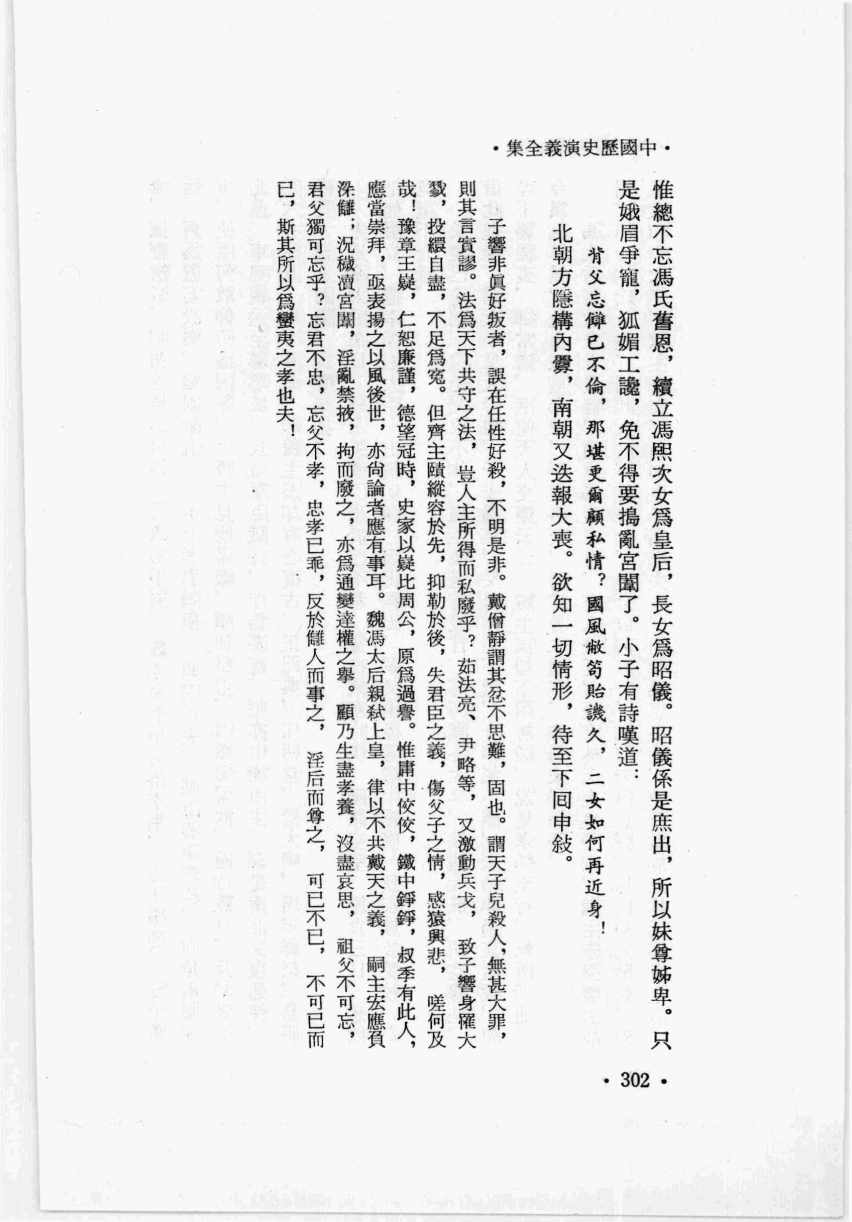 ·中國歷史演義全集·
惟總不忘馮氏舊恩，續立馮熙次女爲皇后，長女爲昭儀。昭儀係是庶出，所以妹尊姊卑。只
是娥眉爭寵，狐媚工讒，免不得要搗亂宮闈了。小子有詩嘆道：
背父忘讎已不倫，那堪更爾顧私情？國風敝笱貽譏久，二女如何再近身！
北朝方隱構內釁，南朝又迭報大喪。欲知一切情形，待至下回申敍。
子響非眞好叛者，誤在任性好殺，不明是非。戴僧靜謂其忿不思難，固也。謂天子兒殺人，無甚大罪，
則其言實謬。法爲天下共守之法，豈人主所得而私廢乎？茹法亮、尹略等，又激動兵戈，致子響身罹大
戮，投繯自盡，不足爲寃。但齊主賾縱容於先，抑勒於後，失君臣之義，傷父子之情，感猿興悲，嗟何及
哉！豫章王嶷，仁恕廉謹，德望冠時，史家以嶷比周公，原爲過譽。惟庸中佼佼，鐵中錚錚，叔季有此人，
應當崇拜，亟表揚之以風後世，亦尙論者應有事耳。魏馮太后親弒上皇，律以不共戴天之義，嗣主宏應負
深讎；況穢瀆宮闈，淫亂禁掖，拘而廢之，亦爲通變達權之舉。顧乃生盡孝養，沒盡哀思，祖父不可忘，
君父獨可忘乎？忘君不忠，忘父不孝，忠孝已乖，反於讎人而事之，淫后而尊之，可已不已，不可已而
已，斯其所以爲蠻夷之孝也夫！
·302·